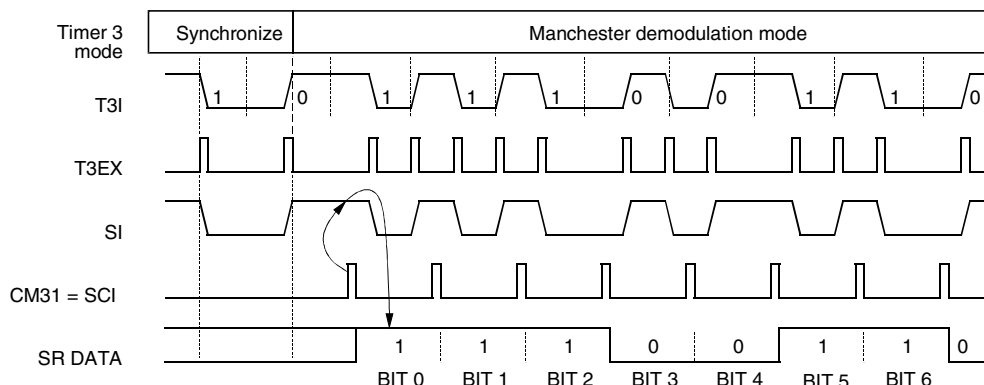 Timer 3
mode
Synchronize
Manchester demodulation mode
T3I
1 0 1 1 1 0 0 1 1 0
T3EX
SI
CM31 = SCI
SR DATA
1 1 1 0 0 1 1 0
BIT 0 BIT 1 BIT 2 BIT 3 BIT 4 BIT 5 BIT 6